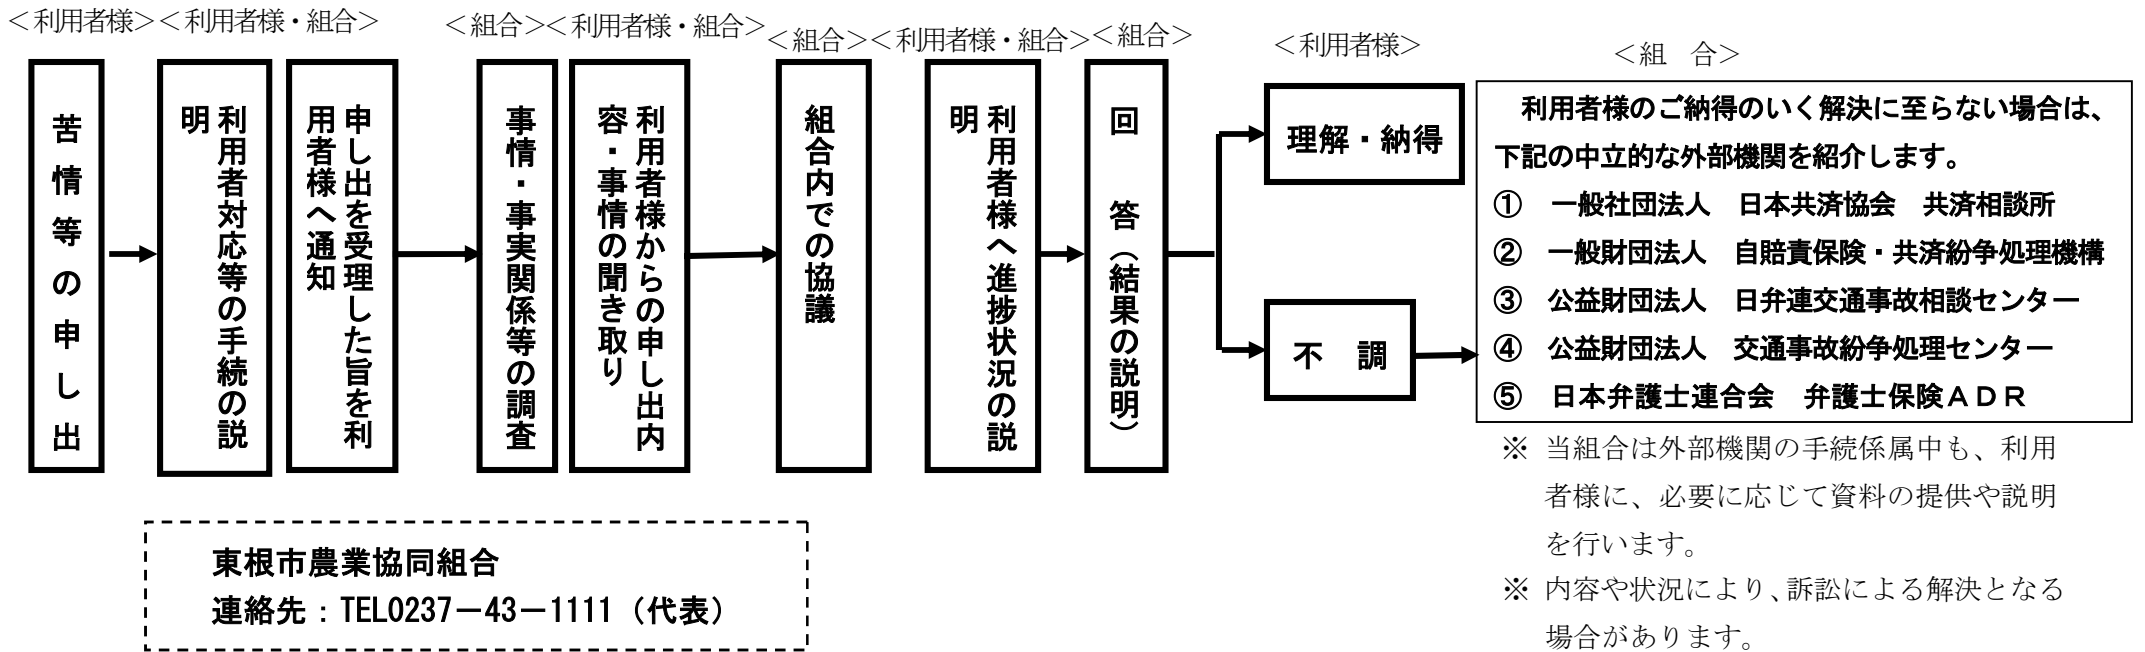 ＜利用者様＞
＜利用者様・組合＞
＜組合＞
＜利用者様・組合＞
＜組合＞
＜利用者様・組合＞
＜組合＞
＜利用者様＞
＜組　合＞
苦情等の申し出
利用者対応等の手続の説
明
申し出を受理した旨を利
用者様へ通知
事情・事実関係等の調査
利用者様からの申し出内
容・事情の聞き取り
組合内での協議
利用者様へ進捗状況の説
明
回　答（結果の説明）
理解・納得
不　調
利用者様のご納得のいく解決に至らない場合は、
下記の中立的な外部機関を紹介します。
①　一般社団法人　日本共済協会　共済相談所
②　一般財団法人　自賠責保険・共済紛争処理機構
③　公益財団法人　日弁連交通事故相談センター
④　公益財団法人　交通事故紛争処理センター
⑤　日本弁護士連合会　弁護士保険ＡＤＲ
※ 当組合は外部機関の手続係属中も、利用
者様に、必要に応じて資料の提供や説明
を行います。
※ 内容や状況により、訴訟による解決となる
場合があります。
東根市農業協同組合
連絡先：TEL0237－43－1111（代表）